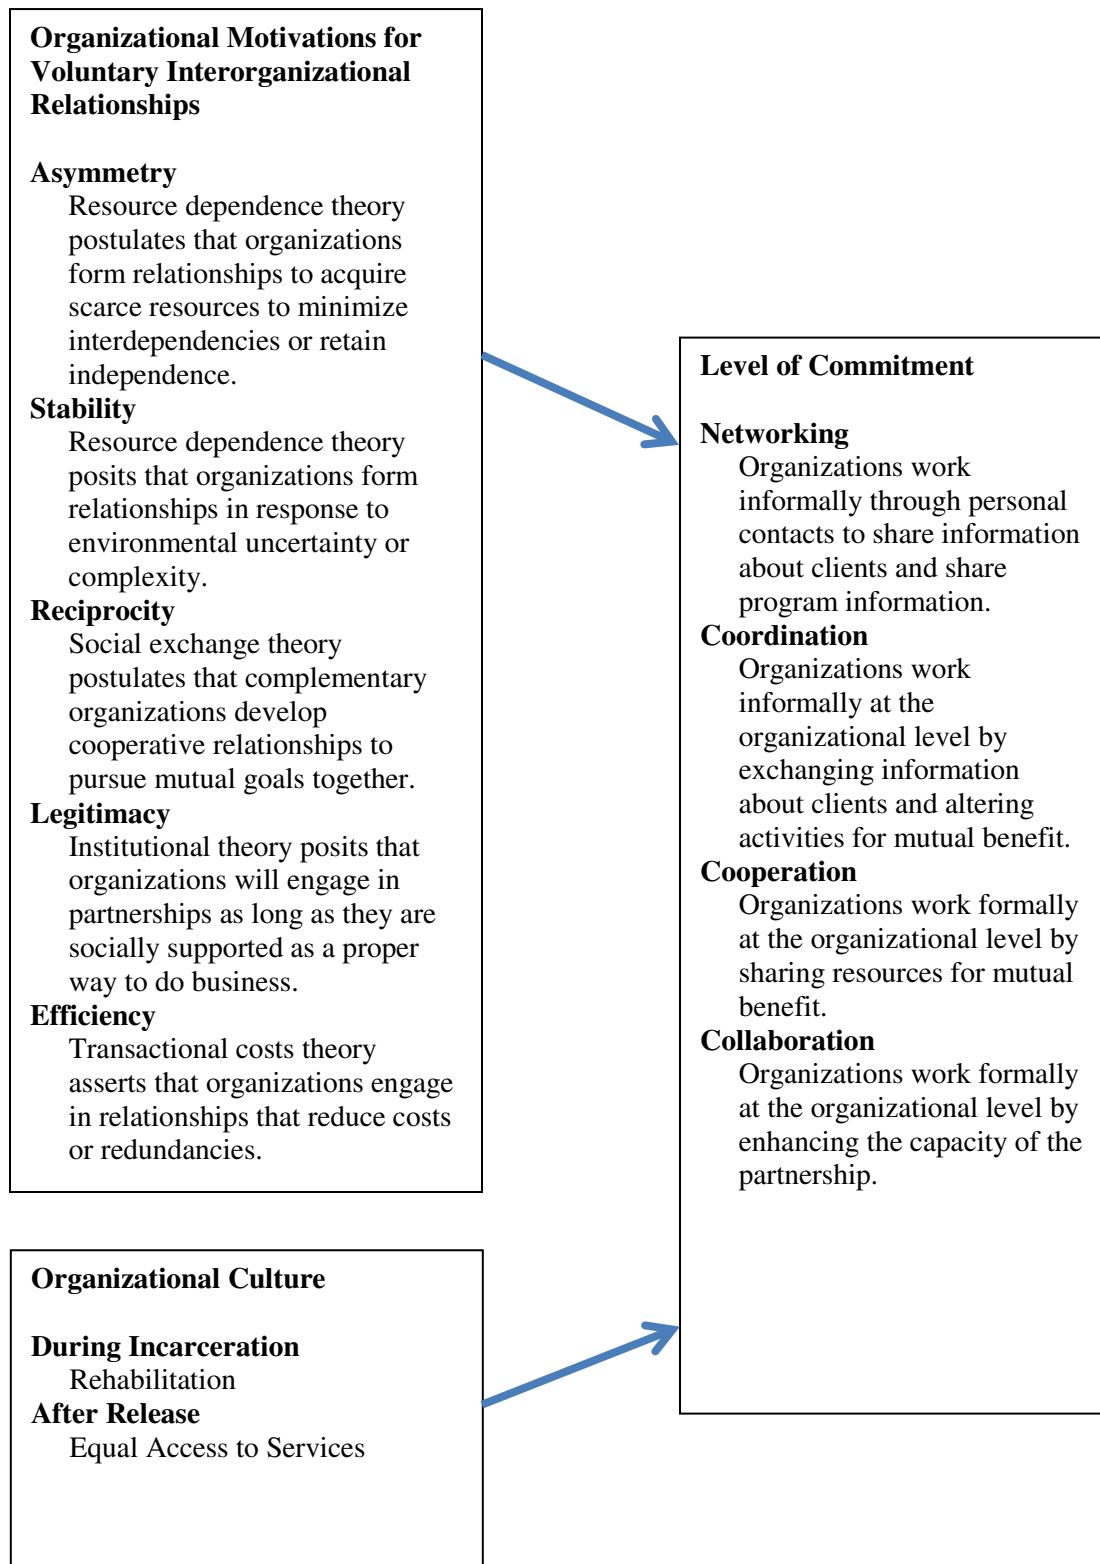 Organizational Motivations for
Voluntary Interorganizational
Relationships
Asymmetry
Resource dependence theory
postulates that organizations
form relationships to acquire
scarce resources to minimize
interdependencies or retain
independence.
Stability
Resource dependence theory
posits that organizations form
relationships in response to
environmental uncertainty or
complexity.
Reciprocity
Social exchange theory
postulates that complementary
organizations develop
cooperative relationships to
pursue mutual goals together.
Legitimacy
Institutional theory posits that
organizations will engage in
partnerships as long as they are
socially supported as a proper
way to do business.
Efficiency
Transactional costs theory
asserts that organizations engage
in relationships that reduce costs
or redundancies.
Organizational Culture
During Incarceration
Rehabilitation
After Release
Equal Access to Services
Level of Commitment
Networking
Organizations work
informally through personal
contacts to share information
about clients and share
program information.
Coordination
Organizations work
informally at the
organizational level by
exchanging information
about clients and altering
activities for mutual benefit.
Cooperation
Organizations work formally
at the organizational level by
sharing resources for mutual
benefit.
Collaboration
Organizations work formally
at the organizational level by
enhancing the capacity of the
partnership.